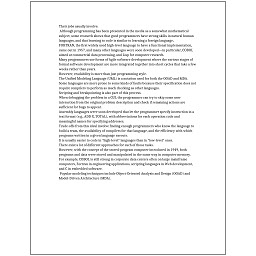 Their jobs usually involve:
Although programming has been presented in the media as a somewhat mathematical
subject, some research shows that good programmers have strong skills in natural human
languages, and that learning to code is similar to learning a foreign language.
FORTRAN, the first widely used high-level language to have a functional implementation,
came out in 1957, and many other languages were soon developed—in particular, COBOL
aimed at commercial data processing, and Lisp for computer research.
Many programmers use forms of Agile software development where the various stages of
formal software development are more integrated together into short cycles that take a few
weeks rather than years.
However, readability is more than just programming style.
The Unified Modeling Language (UML) is a notation used for both the OOAD and MDA.
Some languages are more prone to some kinds of faults because their specification does not
require compilers to perform as much checking as other languages.
Scripting and breakpointing is also part of this process.
When debugging the problem in a GUI, the programmer can try to skip some user
interaction from the original problem description and check if remaining actions are
sufficient for bugs to appear.
Assembly languages were soon developed that let the programmer specify instruction in a
text format (e.g., ADD X, TOTAL), with abbreviations for each operation code and
meaningful names for specifying addresses.
Trade-offs from this ideal involve finding enough programmers who know the language to
build a team, the availability of compilers for that language, and the efficiency with which
programs written in a given language execute.
It is usually easier to code in "high-level" languages than in "low-level" ones.
There exist a lot of different approaches for each of those tasks.
However, with the concept of the stored-program computer introduced in 1949, both
programs and data were stored and manipulated in the same way in computer memory.
For example, COBOL is still strong in corporate data centers often on large mainframe
computers, Fortran in engineering applications, scripting languages in Web development,
and C in embedded software.
Popular modeling techniques include Object-Oriented Analysis and Design (OOAD) and
Model-Driven Architecture (MDA).